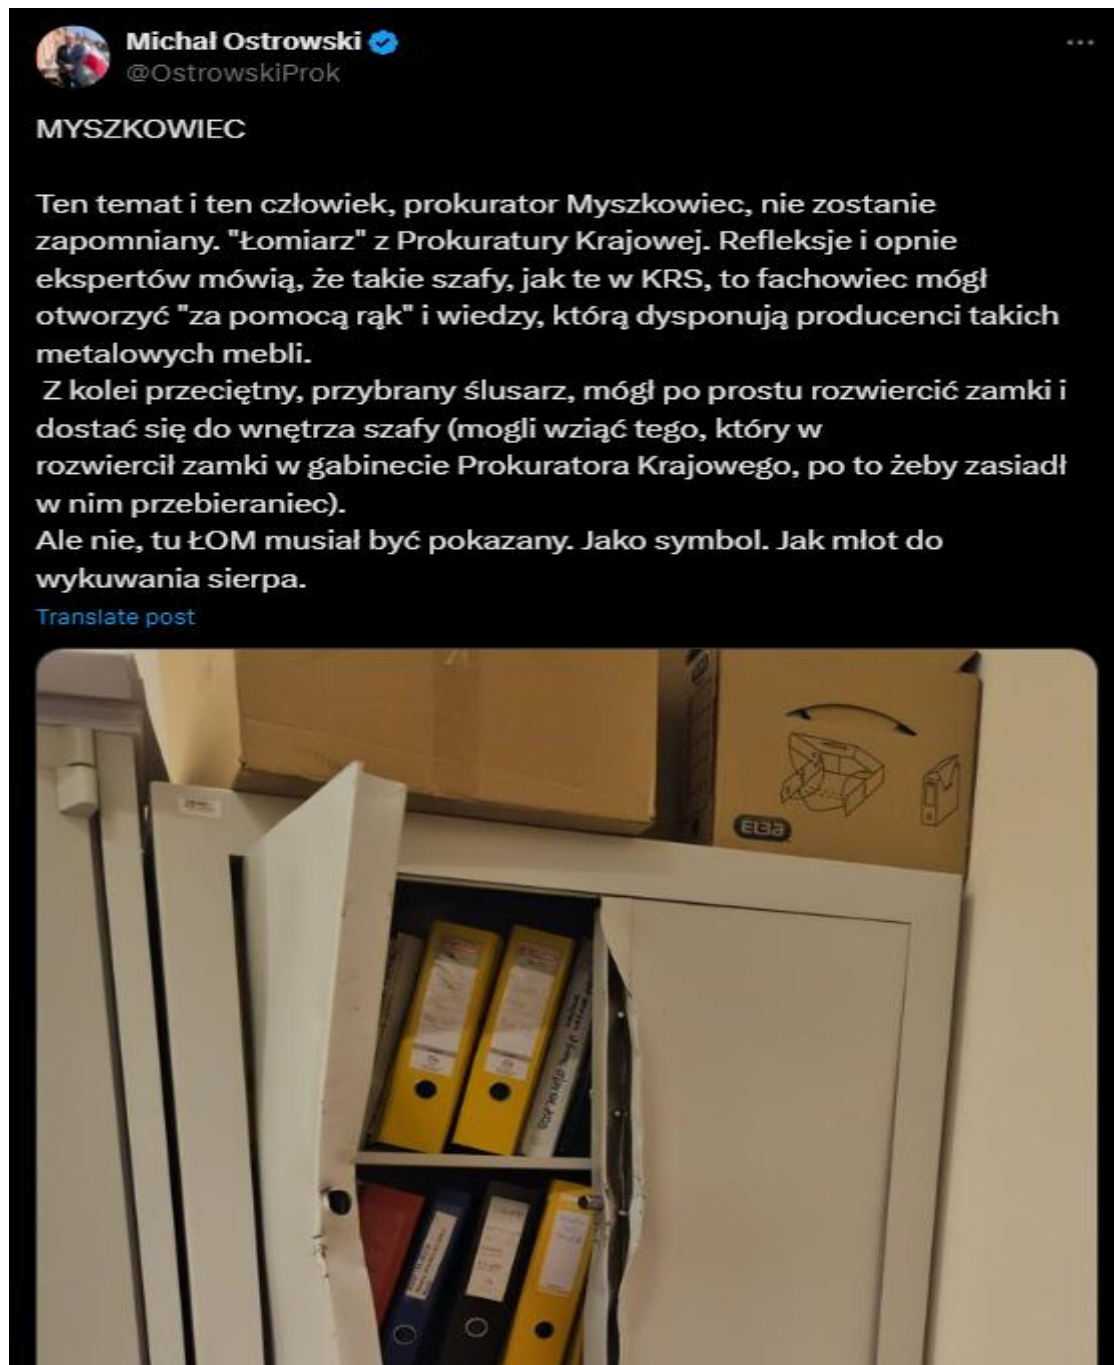 Michał Ostrowski
@OstrowskiProk
MYSZKOWIEC
Ten temat i ten człowiek, prokurator Myszkowiec, nie zostanie
zapomniany. "Łomiarz" z Prokuratury Krajowej. Refleksje i opnie
ekspertów mówią, że takie szafy, jak te w KRS, to fachowiec mógł
otworzyć "za pomocą rąk" i wiedzy, którą dysponują producenci takich
metalowych mebli.
Z kolei przeciętny, przybrany ślusarz, mógł po prostu rozwiercić zamki i
dostać się do wnętrza szafy (mogli wziąć tego, który w
rozwiercił zamki w gabinecie Prokuratora Krajowego, po to żeby zasiadł
w nim przebieraniec).
Ale nie, tu ŁOM musiał być pokazany. Jako symbol. Jak młot do
wykuwania sierpa.
Translate post
ELBA